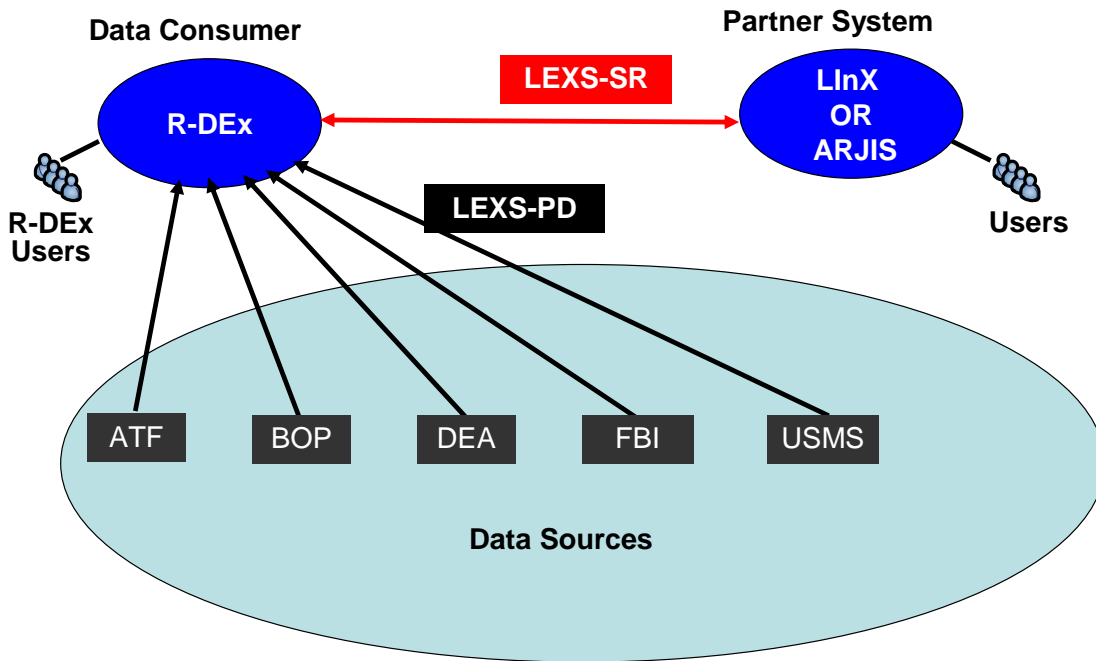 Data Consumer
Partner System
LEXS-SR
LInX
OR
ARJIS
R-DEx
R-DEx
Users
LEXS-PD
Users
ATF
BOP
DEA
FBI
USMS
Data Sources